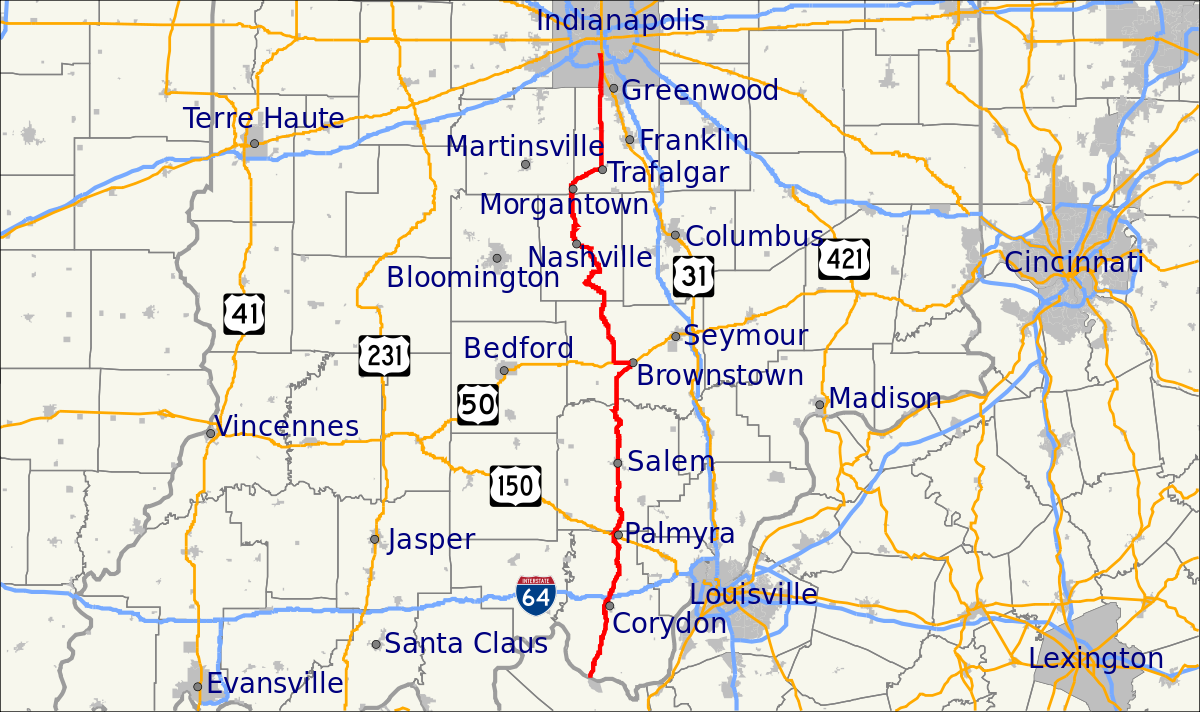 Indianapolis
Greenwood
Terre Haute
Franklin
Martinsville
Trafalgar
Morgantown
Columbus
Nashville
421
Cincinnati
Bloomington
31
41
Seymour
231
Bedford
Brownstown
50
Madison
Vincennes
Salem
150
Palmyra
Jasper
INTERSTATE
64
Louisville
Corydon
Santa Claus
Lexington
Evansville